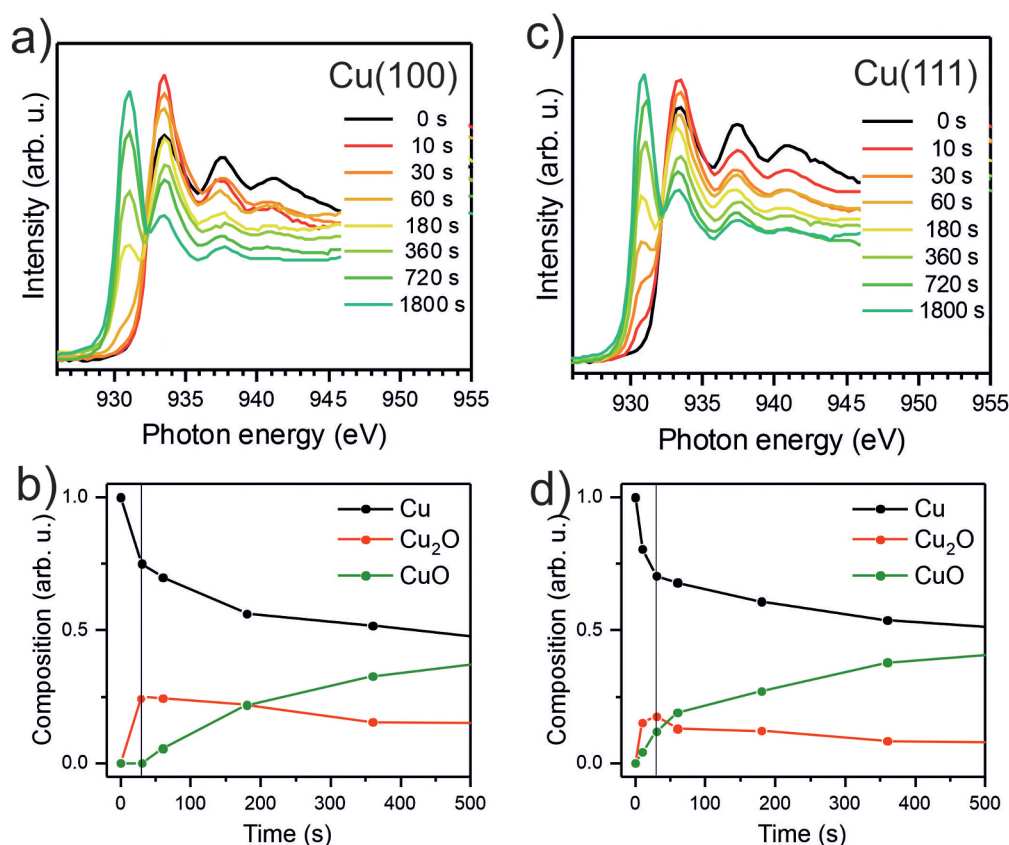 a)
Cu(100)
0 s
10 s
30 s
60 s
180 s
360 s
720 s
1800 s
Intensity (arb. u.)
930 935 940 945 950 955
Photon energy (eV)
c)
Cu(111)
0 s
10 s
30 s
60 s
180 s
360 s
720 s
1800 s
Intensity (arb. u.)
930 935 940 945 950 955
Photon energy (eV)
b)
Cu
Cu₂O
CuO
Composition (arb. u.)
1.0
0.5
0.0
0 100 200 300 400 500
Time (s)
d)
Cu
Cu₂O
CuO
Composition (arb. u.)
1.0
0.5
0.0
0 100 200 300 400 500
Time (s)